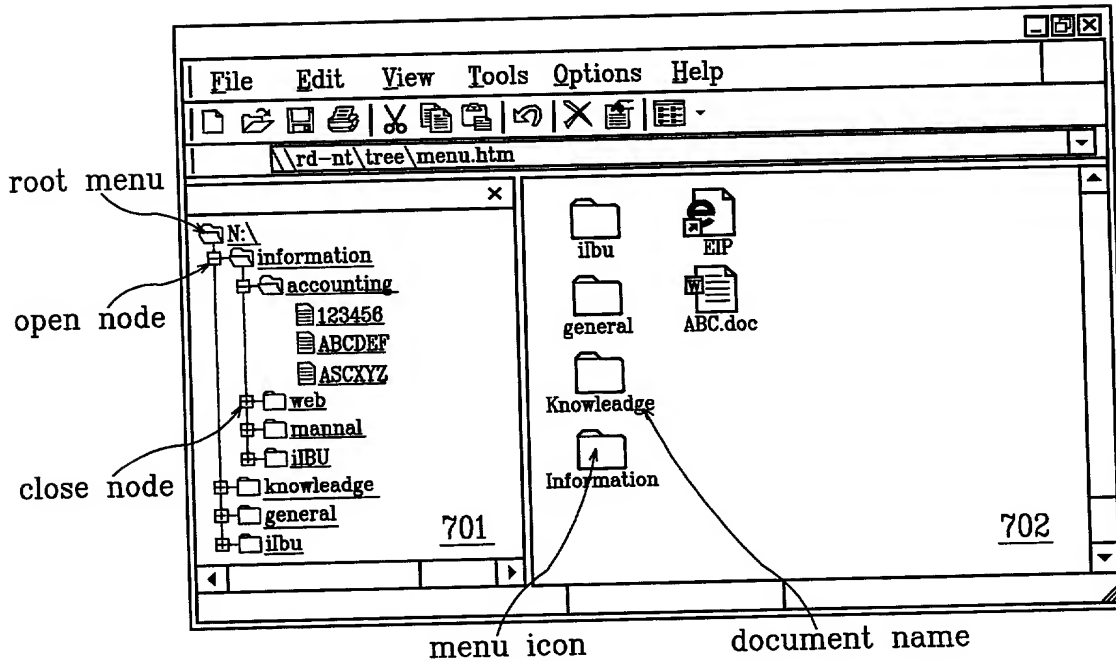 File Edit View Tools Options Help
\\rd-nt\tree\menu.htm
root menu
N:\
information
accounting
open node
123456
ABCDEF
ASCXYZ
web
mannal
iIBU
close node
knowleadge
general
iIbu
701
iIbu
EIP
general
ABC.doc
Knowleadge
Information
702
menu icon
document name